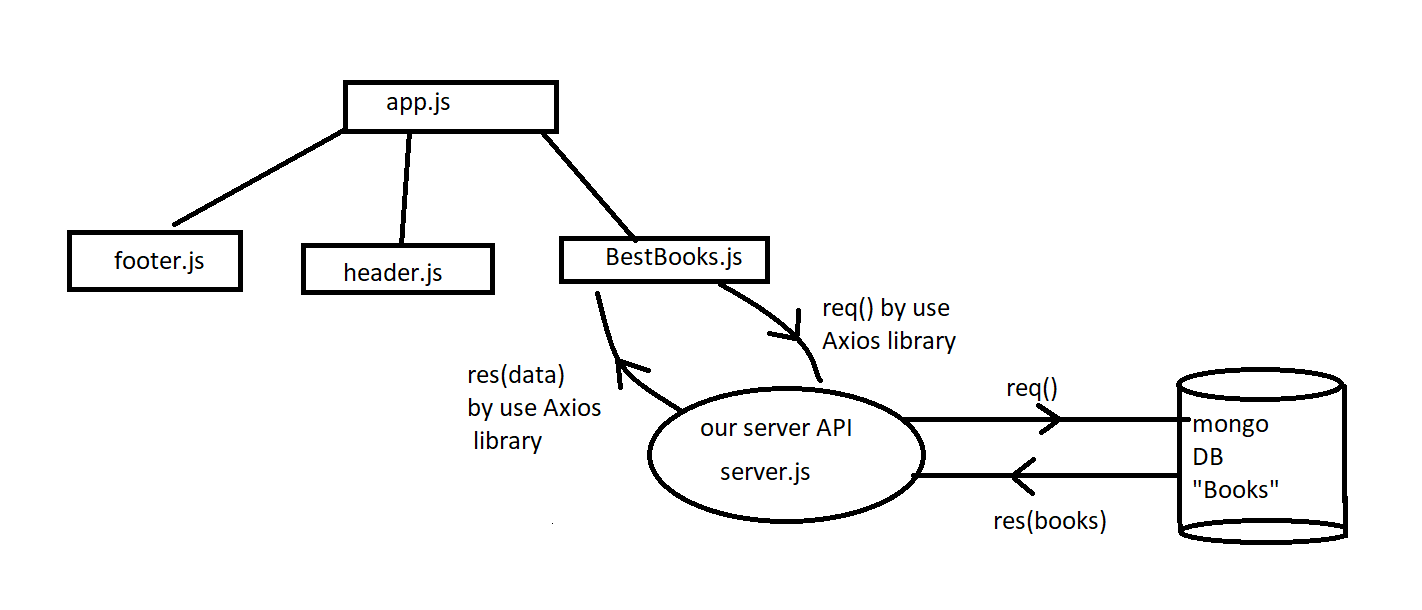 app.js
footer.js
header.js
BestBooks.js
req() by use
Axios library
res(data)
by use Axios
library
our server API
server.js
req()
res(books)
mongo
DB
"Books"